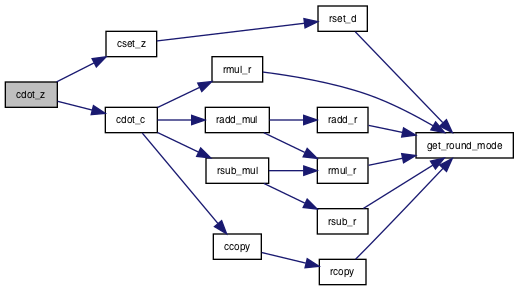 cdot_z
cset_z
cdot_c
rset_d
rmul_r
radd_mul
rsub_mul
ccopy
radd_r
rmul_r
rsub_r
rcopy
get_round_mode